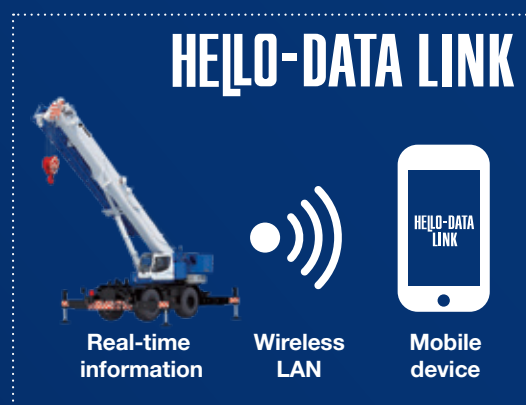 HELLO-DATA LINK
HELLO-DATA
LINK
Real-time
information
Wireless
LAN
Mobile
device